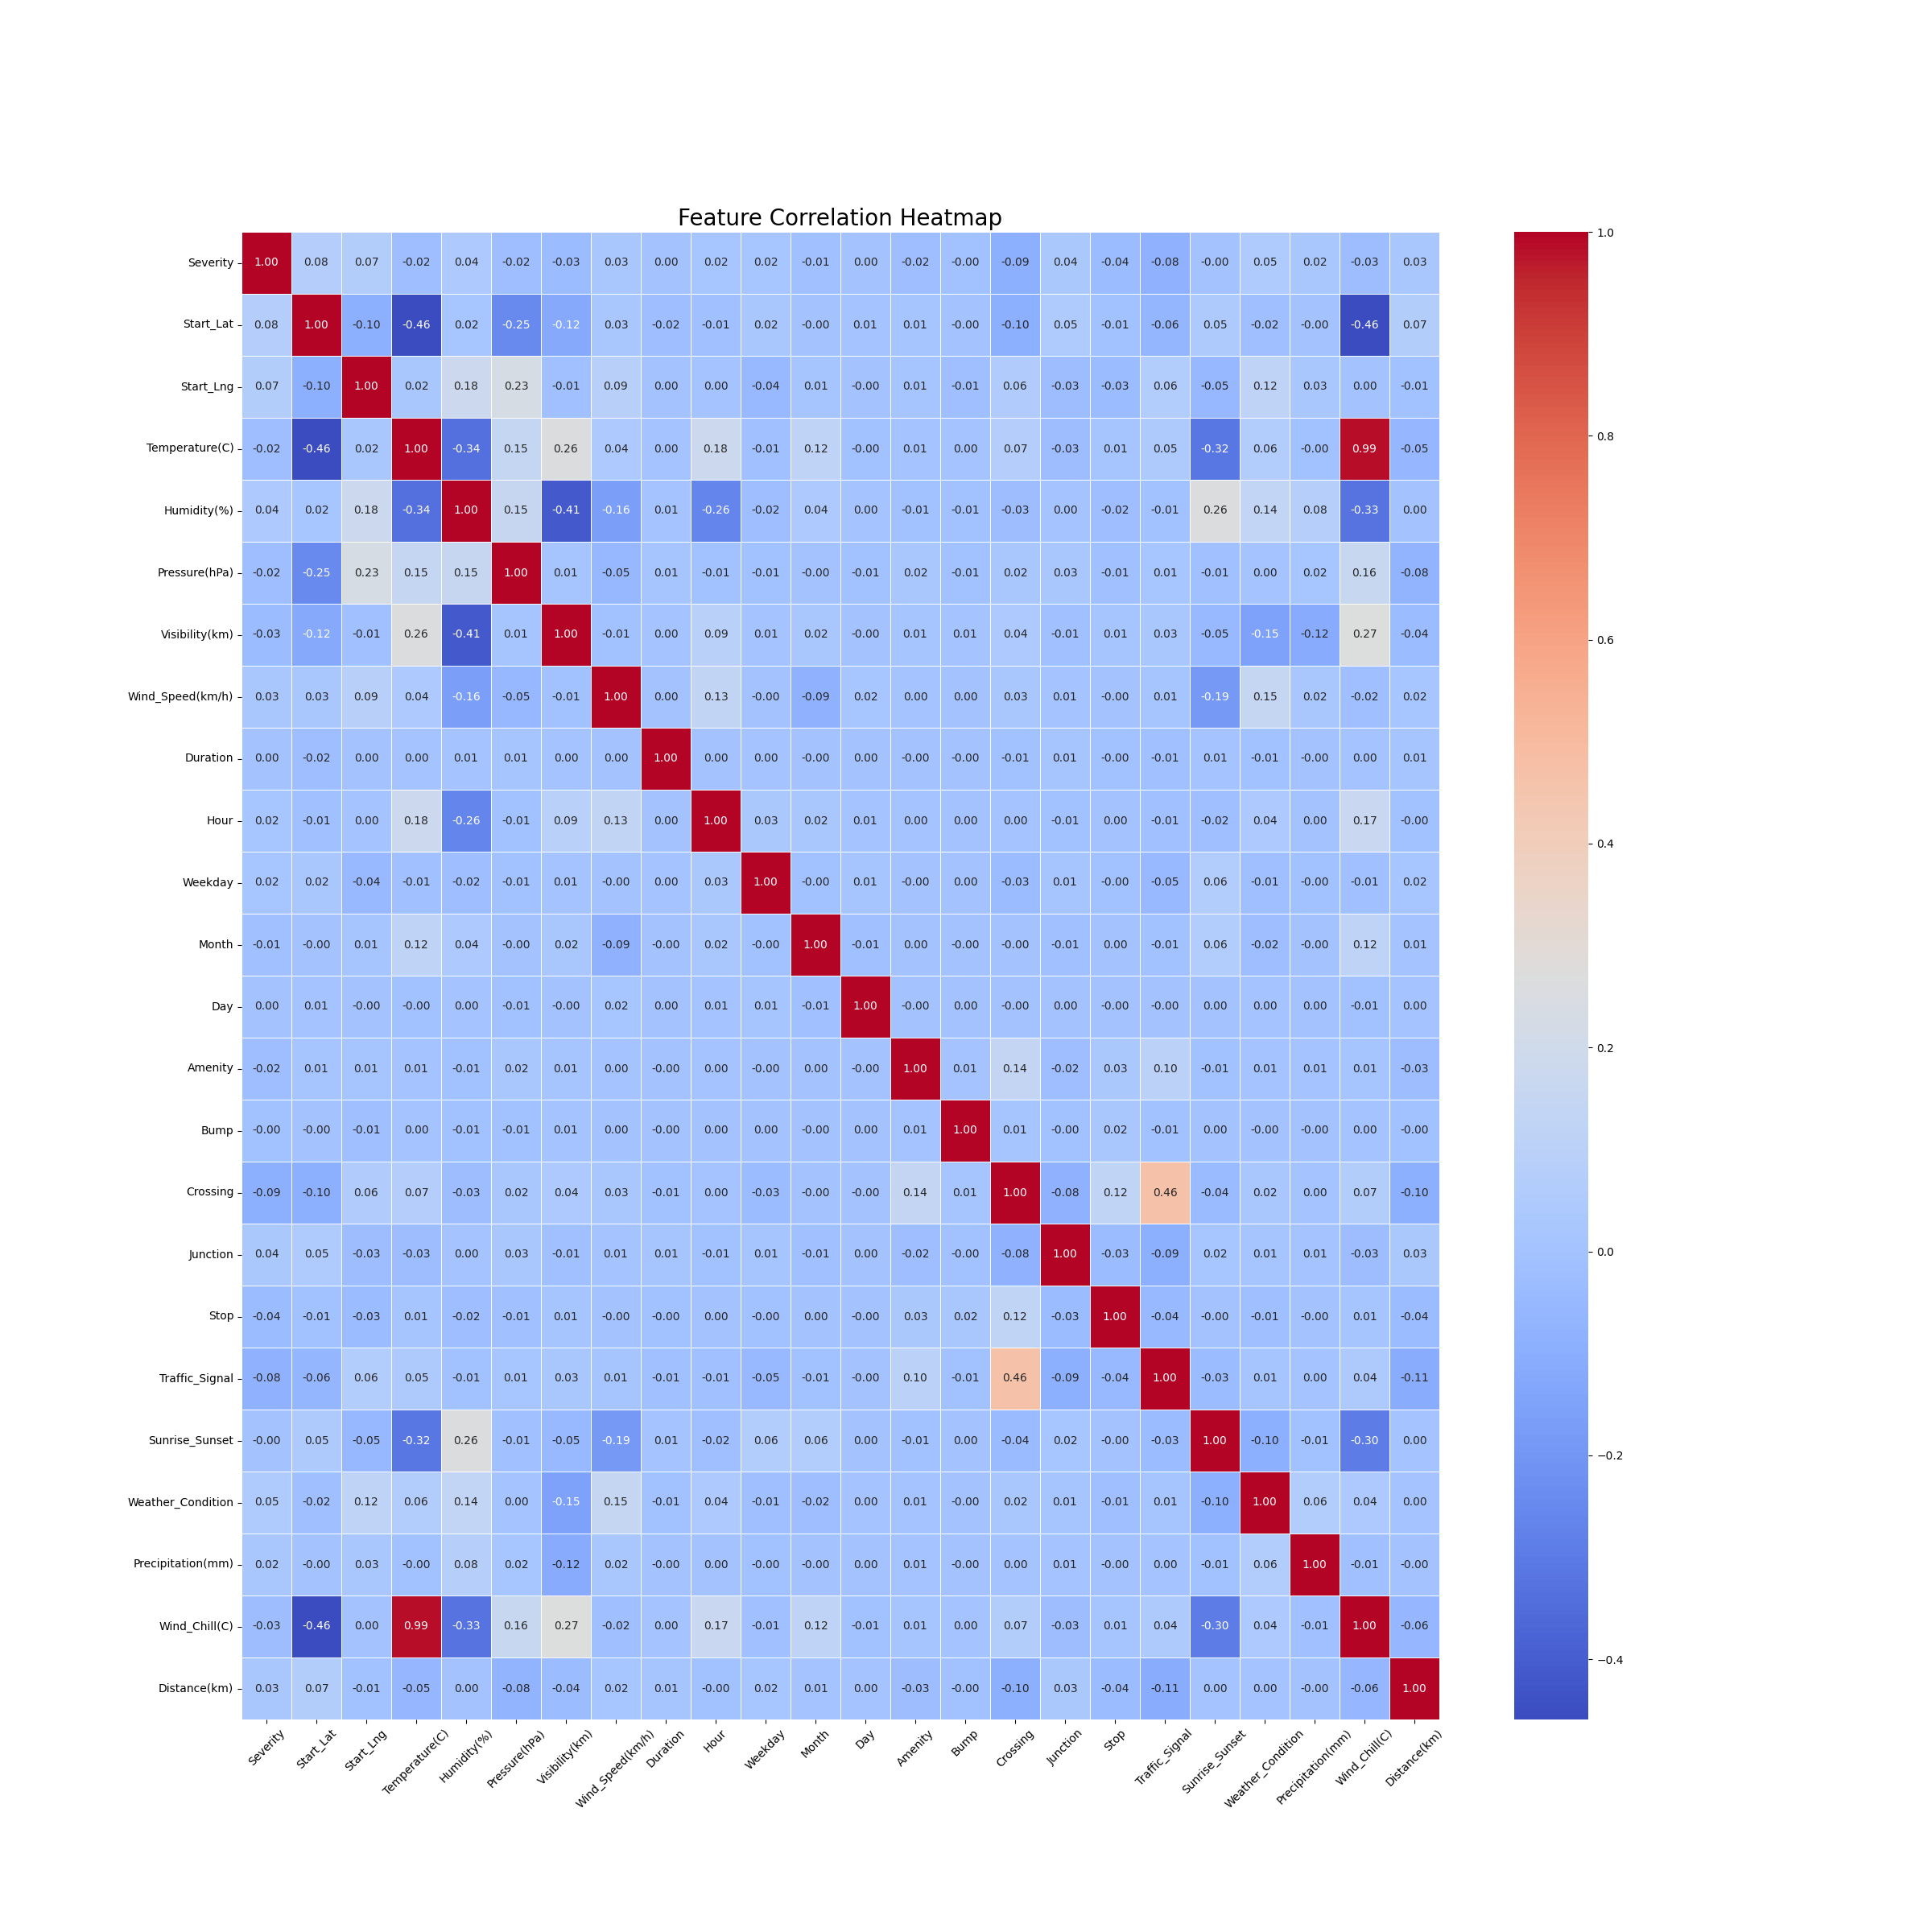 Feature Correlation Heatmap
Severity 1.00 0.08 0.07 -0.02 0.04 -0.02 -0.03 0.03 0.00 0.02 0.02 -0.01 0.00 -0.02 -0.00 -0.09 0.04 -0.04 -0.08 -0.00 0.05 0.02 -0.03 0.03
Start_Lat 0.08 1.00 -0.10 -0.46 0.02 -0.25 -0.12 0.03 -0.02 -0.01 0.02 -0.00 0.01 0.01 -0.00 -0.10 0.05 -0.01 -0.06 0.05 -0.02 -0.00 -0.46 0.07
Start_Lng 0.07 -0.10 1.00 0.02 0.18 0.23 -0.01 0.09 0.00 0.00 -0.04 0.01 -0.00 0.01 -0.01 0.06 -0.03 -0.03 0.06 -0.05 0.12 0.03 0.00 -0.01
Temperature(C) -0.02 -0.46 0.02 1.00 -0.34 0.15 0.26 0.04 0.00 0.18 -0.01 0.12 -0.00 0.01 0.00 0.07 -0.03 0.01 0.05 -0.32 0.06 -0.00 0.99 -0.05
Humidity(%) 0.04 0.02 0.18 -0.34 1.00 0.15 -0.41 -0.16 0.01 -0.26 -0.02 0.04 0.00 -0.01 -0.01 -0.03 0.00 -0.02 -0.01 0.26 0.14 0.08 -0.33 0.00
Pressure(hPa) -0.02 -0.25 0.23 0.15 0.15 1.00 0.01 -0.05 0.01 -0.01 -0.01 -0.00 -0.01 0.02 -0.01 0.02 0.03 -0.01 0.01 -0.01 0.00 0.02 0.16 -0.08
Visibility(km) -0.03 -0.12 -0.01 0.26 -0.41 0.01 1.00 -0.01 0.00 0.09 0.01 0.02 -0.00 0.01 0.01 0.04 -0.01 0.01 0.03 -0.05 -0.15 -0.12 0.27 -0.04
Wind_Speed(km/h) 0.03 0.03 0.09 0.04 -0.16 -0.05 -0.01 1.00 0.00 0.13 -0.00 -0.09 0.02 0.00 0.00 0.03 0.01 -0.00 0.01 -0.19 0.15 0.02 -0.02 0.02
Duration 0.00 -0.02 0.00 0.00 0.01 0.01 0.00 0.00 1.00 0.00 0.00 -0.00 0.00 -0.00 -0.00 -0.01 0.01 -0.00 -0.01 0.01 -0.01 -0.00 0.00 0.01
Hour 0.02 -0.01 0.00 0.18 -0.26 -0.01 0.09 0.13 0.00 1.00 0.03 0.02 0.01 0.00 0.00 0.00 -0.01 0.00 -0.01 -0.02 0.04 0.00 0.17 -0.00
Weekday 0.02 0.02 -0.04 -0.01 -0.02 -0.01 0.01 -0.00 0.00 0.03 1.00 -0.00 0.01 -0.00 0.00 -0.03 0.01 -0.00 -0.05 0.06 -0.01 -0.00 -0.01 0.02
Month -0.01 -0.00 0.01 0.12 0.04 -0.00 0.02 -0.09 -0.00 0.02 -0.00 1.00 -0.01 0.00 -0.00 -0.00 -0.01 0.00 -0.01 0.06 -0.02 -0.00 0.12 0.01
Day 0.00 0.01 -0.00 -0.00 0.00 -0.01 -0.00 0.02 0.00 0.01 0.01 -0.01 1.00 -0.00 0.00 -0.00 0.00 -0.00 -0.00 0.00 0.00 0.00 -0.01 0.00
Amenity -0.02 0.01 0.01 0.01 -0.01 0.02 0.01 0.00 -0.00 0.00 -0.00 0.00 -0.00 1.00 0.01 0.14 -0.02 0.03 0.10 -0.01 0.01 0.01 0.01 -0.03
Bump -0.00 -0.00 -0.01 0.00 -0.01 -0.01 0.01 0.00 -0.00 0.00 0.00 -0.00 0.00 0.01 1.00 0.01 -0.00 0.02 -0.01 0.00 -0.00 -0.00 0.00 -0.00
Crossing -0.09 -0.10 0.06 0.07 -0.03 0.02 0.04 0.03 -0.01 0.00 -0.03 -0.00 -0.00 0.14 0.01 1.00 -0.08 0.12 0.46 -0.04 0.02 0.00 0.07 -0.10
Junction 0.04 0.05 -0.03 -0.03 0.00 0.03 -0.01 0.01 0.01 -0.01 0.01 -0.01 0.00 -0.02 -0.00 -0.08 1.00 -0.03 -0.09 0.02 0.01 0.01 -0.03 0.03
Stop -0.04 -0.01 -0.03 0.01 -0.02 -0.01 0.01 -0.00 -0.00 0.00 -0.00 0.00 -0.00 0.03 0.02 0.12 -0.03 1.00 -0.04 -0.00 -0.01 -0.00 0.01 -0.04
Traffic_Signal -0.08 -0.06 0.06 0.05 -0.01 0.01 0.03 0.01 -0.01 -0.01 -0.05 -0.01 -0.00 0.10 -0.01 0.46 -0.09 -0.04 1.00 -0.03 0.01 0.00 0.04 -0.11
Sunrise_Sunset -0.00 0.05 -0.05 -0.32 0.26 -0.01 -0.05 -0.19 0.01 -0.02 0.06 0.06 0.00 -0.01 0.00 -0.04 0.02 -0.00 -0.03 1.00 -0.10 -0.01 -0.30 0.00
Weather_Condition 0.05 -0.02 0.12 0.06 0.14 0.00 -0.15 0.15 -0.01 0.04 -0.01 -0.02 0.00 0.01 -0.00 0.02 0.01 -0.01 0.01 -0.10 1.00 0.06 0.04 0.00
Precipitation(mm) 0.02 -0.00 0.03 -0.00 0.08 0.02 -0.12 0.02 -0.00 0.00 -0.00 -0.00 0.00 0.01 -0.00 0.00 0.01 -0.00 0.00 -0.01 0.06 1.00 -0.01 -0.00
Wind_Chill(C) -0.03 -0.46 0.00 0.99 -0.33 0.16 0.27 -0.02 0.00 0.17 -0.01 0.12 -0.01 0.01 0.00 0.07 -0.03 0.01 0.04 -0.30 0.04 -0.01 1.00 -0.06
Distance(km) 0.03 0.07 -0.01 -0.05 0.00 -0.08 -0.04 0.02 0.01 -0.00 0.02 0.01 0.00 -0.03 -0.00 -0.10 0.03 -0.04 -0.11 0.00 0.00 -0.00 -0.06 1.00
Severity Start_Lat Start_Lng Temperature(C) Humidity(%) Pressure(hPa) Visibility(km) Wind_Speed(km/h) Duration Hour Weekday Month Day Amenity Bump Crossing Junction Stop Traffic_Signal Sunrise_Sunset Weather_Condition Precipitation(mm) Wind_Chill(C) Distance(km)
1.0
0.8
0.6
0.4
0.2
0.0
−0.2
−0.4